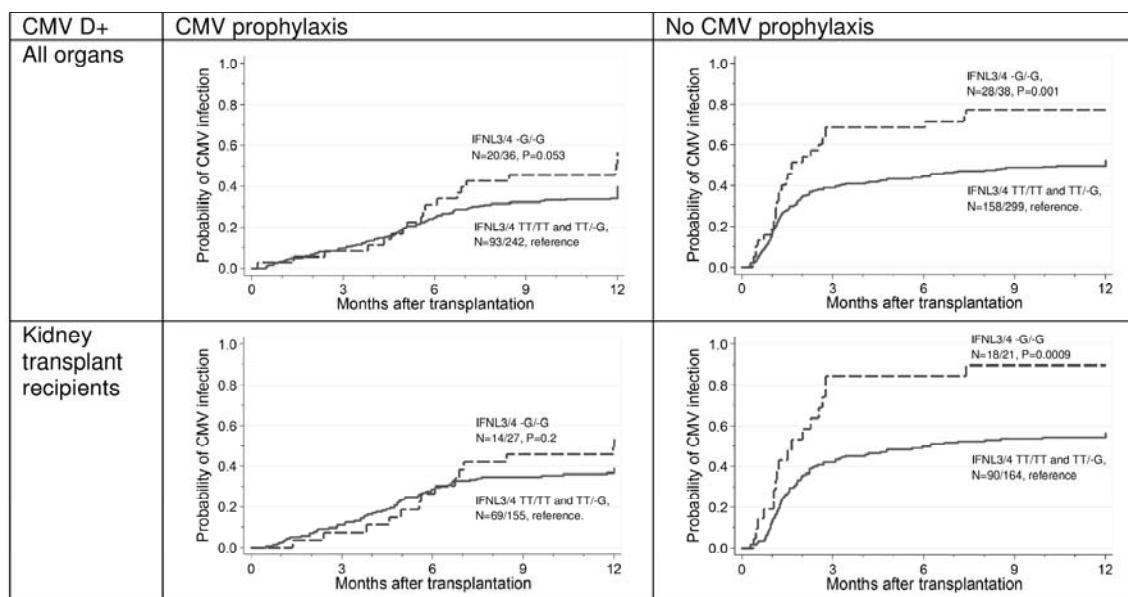 CMV D+
CMV prophylaxis
No CMV prophylaxis
All organs
Probability of CMV infection
1.0
0.8
0.6
0.4
0.2
0.0
IFNL3/4 -G/-G
N=20/36, P=0.053
IFNL3/4 TT/TT and TT/-G,
N=93/242, reference
0
3
6
9
12
Months after transplantation
Probability of CMV infection
1.0
0.8
0.6
0.4
0.2
0.0
IFNL3/4 -G/-G,
N=28/38, P=0.001
IFNL3/4 TT/TT and TT/-G,
N=158/299, reference.
0
3
6
9
12
Months after transplantation
Kidney
transplant
recipients
Probability of CMV infection
1.0
0.8
0.6
0.4
0.2
0.0
IFNL3/4 -G/-G
N=14/27, P=0.2
IFNL3/4 TT/TT and TT/-G,
N=69/155, reference.
0
3
6
9
12
Months after transplantation
Probability of CMV infection
1.0
0.8
0.6
0.4
0.2
0.0
IFNL3/4 -G/-G
N=18/21, P=0.0009
IFNL3/4 TT/TT and TT/-G,
N=90/164, reference
0
3
6
9
12
Months after transplantation